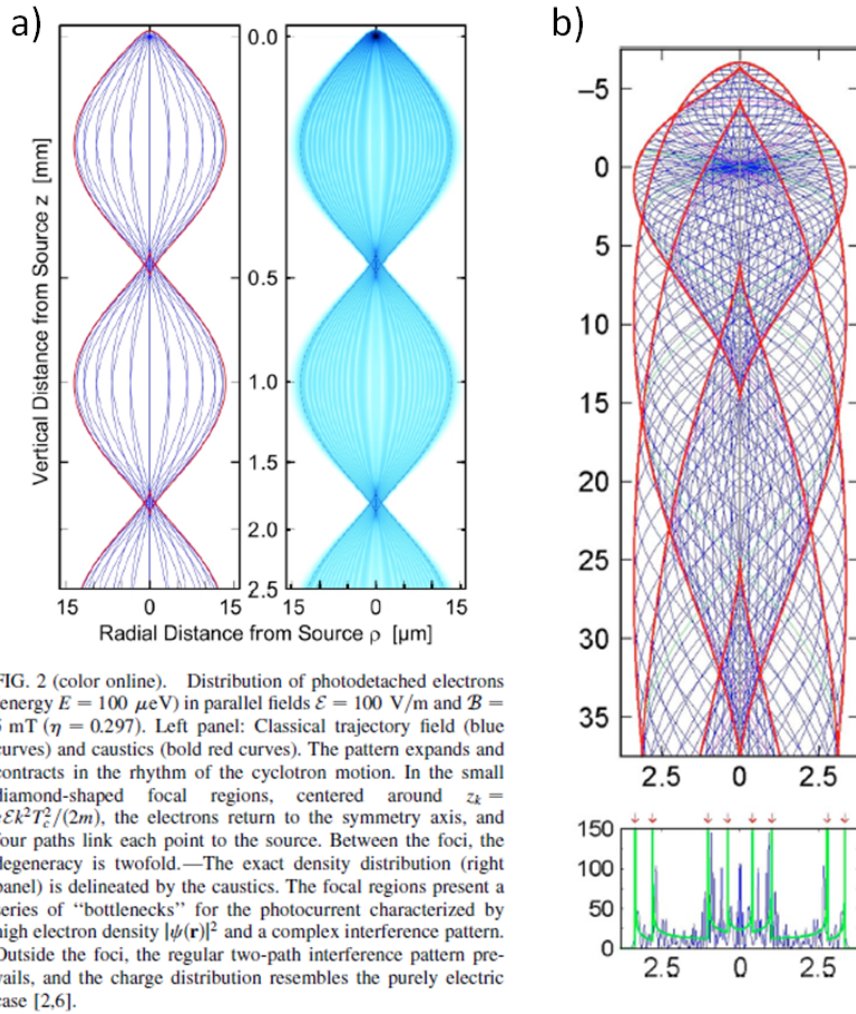 a)
b)
0.0
0.5
1.0
1.5
2.0
2.5
Vertical Distance from Source z [mm]
15 0 15 15 0 15
Radial Distance from Source ρ [µm]
FIG. 2 (color online). Distribution of photodetached electrons
energy E = 100 μeV) in parallel fields ℰ = 100 V/m and ℬ =
mT (η = 0.297). Left panel: Classical trajectory field (blue
curves) and caustics (bold red curves). The pattern expands and
contracts in the rhythm of the cyclotron motion. In the small
diamond-shaped focal regions, centered around z_k =
ℰk²T_c²/(2m), the electrons return to the symmetry axis, and
four paths link each point to the source. Between the foci, the
degeneracy is twofold.—The exact density distribution (right
panel) is delineated by the caustics. The focal regions present a
series of “bottlenecks” for the photocurrent characterized by
high electron density |ψ(r)|² and a complex interference pattern.
Outside the foci, the regular two-path interference pattern pre-
vails, and the charge distribution resembles the purely electric
case [2,6].
2.5 0 2.5
−5
0
5
10
15
20
25
30
35
2.5 0 2.5
150
100
50
0
2.5 0 2.5